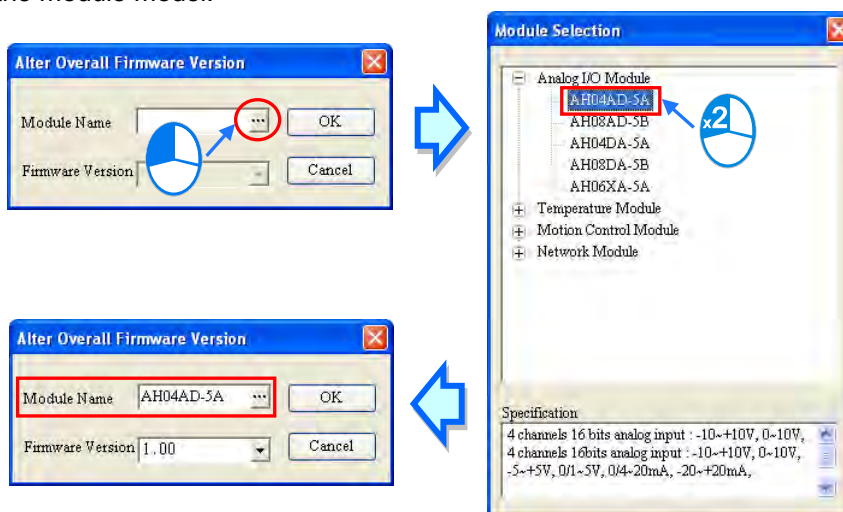 Alter Overall Firmware Version
Module Name ... OK
Firmware Version Cancel
Module Selection
Analog I/O Module
AH04AD-5A
AH08AD-5B
AH04DA-5A
AH08DA-5B
AH06XA-5A
Temperature Module
Motion Control Module
Network Module
x2
Specification
4 channels 16 bits analog input : -10~+10V, 0~10V,
4 channels 16bits analog input : -10~+10V, 0~10V,
-5~+5V, 0/1~5V, 0/4~20mA, -20~+20mA,
Alter Overall Firmware Version
Module Name AH04AD-5A ... OK
Firmware Version 1.00 Cancel